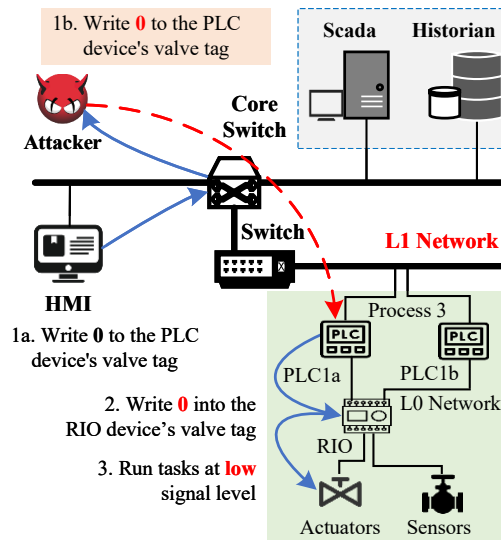 1b. Write 0 to the PLC
device's valve tag
Scada
Historian
Attacker
Core
Switch
Switch
L1 Network
HMI
1a. Write 0 to the PLC
device's valve tag
Process 3
PLC
PLC
PLC1a
PLC1b
2. Write 0 into the
RIO device’s valve tag
L0 Network
RIO
3. Run tasks at low
signal level
Actuators
Sensors